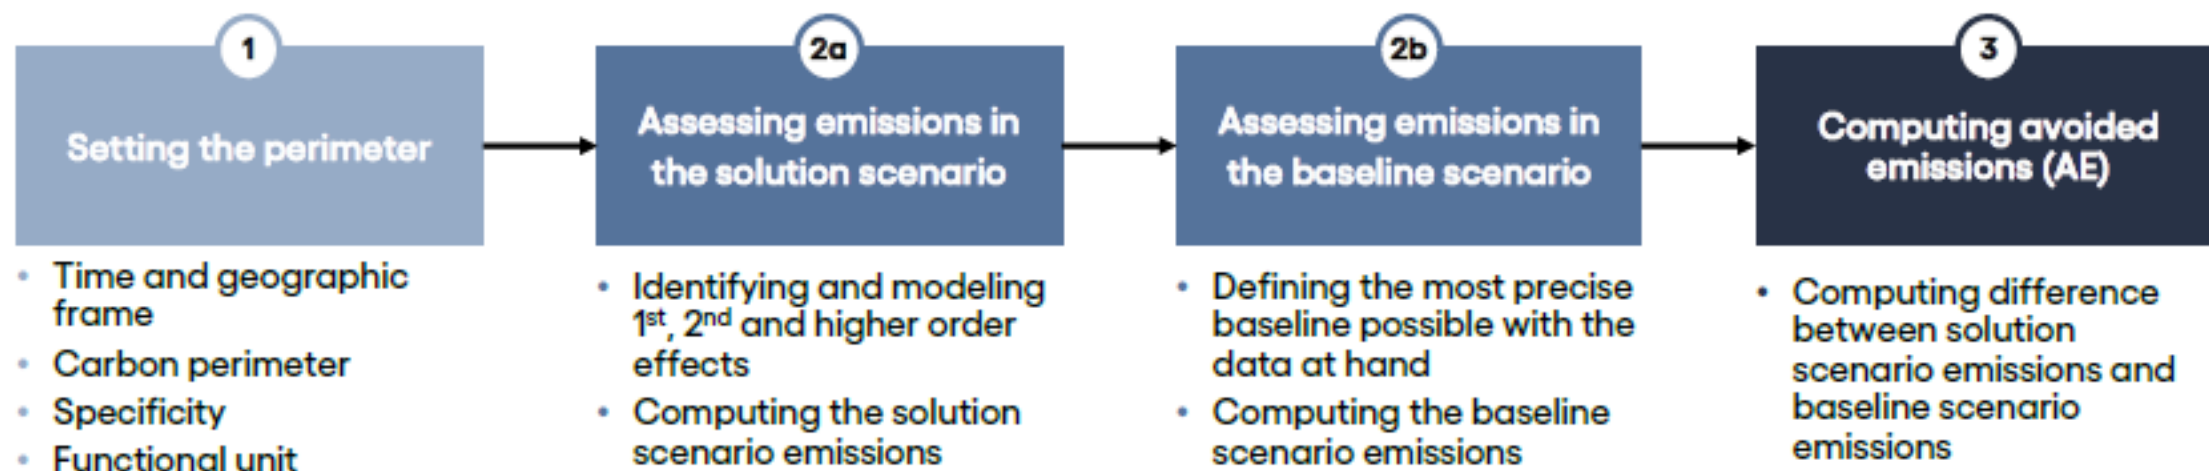 1
Setting the perimeter
• Time and geographic
frame
• Carbon perimeter
• Specificity
• Functional unit
2a
Assessing emissions in
the solution scenario
• Identifying and modeling
1st, 2nd and higher order
effects
• Computing the solution
scenario emissions
2b
Assessing emissions in
the baseline scenario
• Defining the most precise
baseline possible with the
data at hand
• Computing the baseline
scenario emissions
3
Computing avoided
emissions (AE)
• Computing difference
between solution
scenario emissions and
baseline scenario
emissions